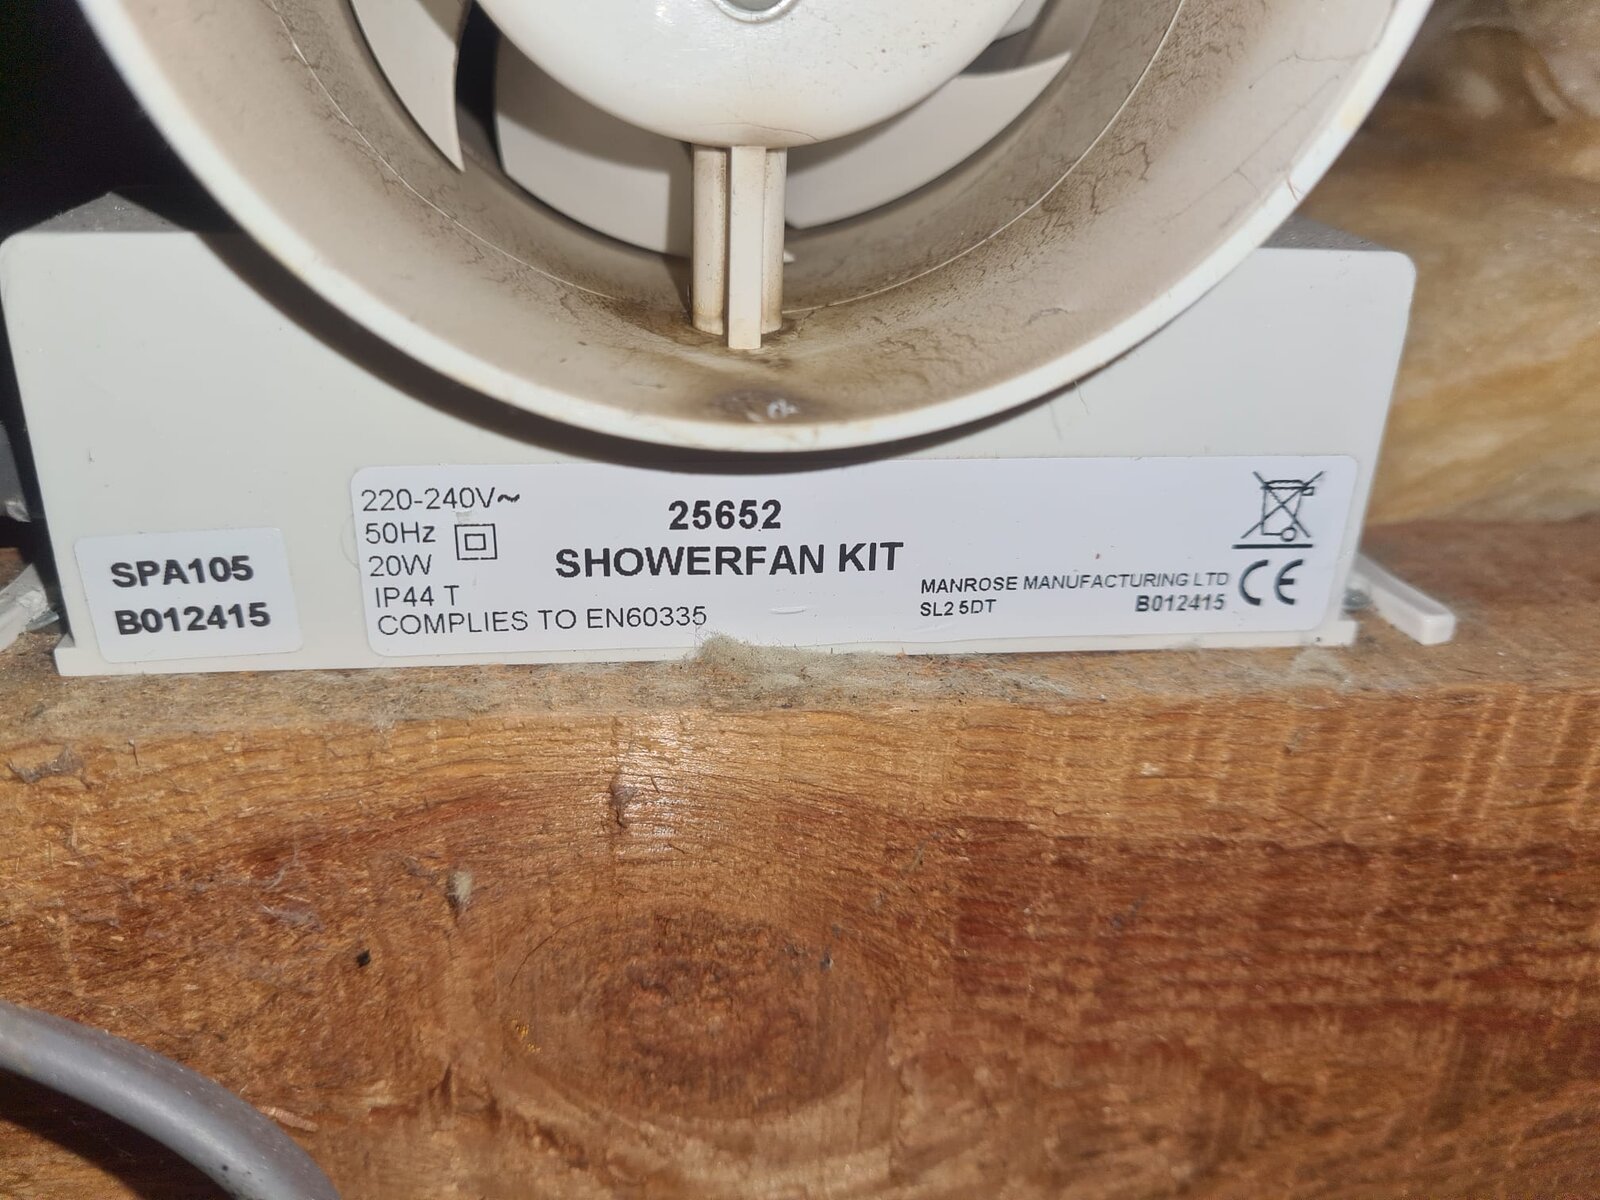 SPA105
B012415
220-240V~
50Hz
20W
IP44 T
COMPLIES TO EN60335
25652
SHOWERFAN KIT
MANROSE MANUFACTURING LTD
SL2 5DT B012415
CE